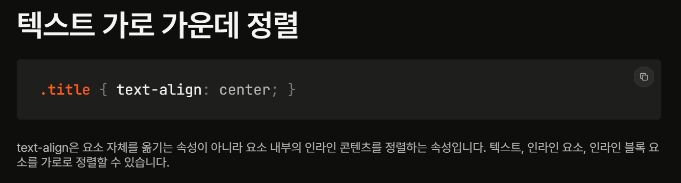 텍스트 가로 가운데 정렬
.title { text-align: center; }
text-align은 요소 자체를 옮기는 속성이 아니라 요소 내부의 인라인 콘텐츠를 정렬하는 속성입니다. 텍스트, 인라인 요소, 인라인 블록 요
소를 가로로 정렬할 수 있습니다.